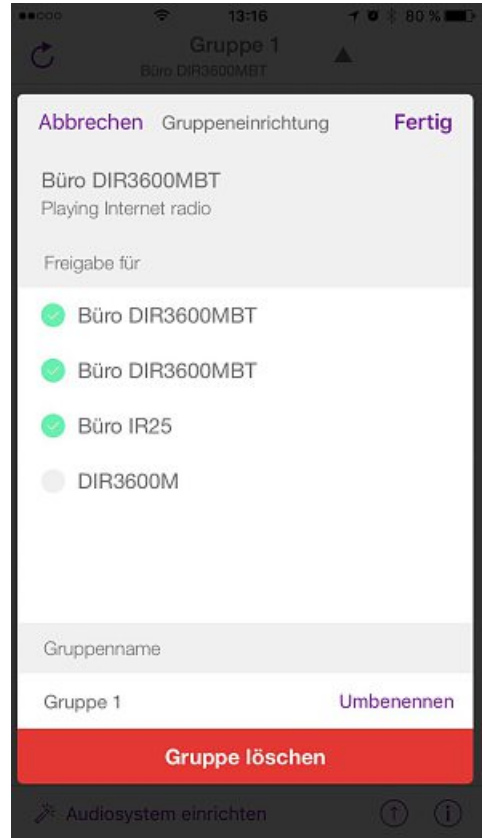 13:16
80 %
Gruppe 1
Büro DIR3600MBT
Abbrechen Gruppeneinrichtung Fertig
Büro DIR3600MBT
Playing Internet radio
Freigabe für
Büro DIR3600MBT
Büro DIR3600MBT
Büro IR25
DIR3600M
Gruppenname
Gruppe 1 Umbenennen
Gruppe löschen
Audiosystem einrichten